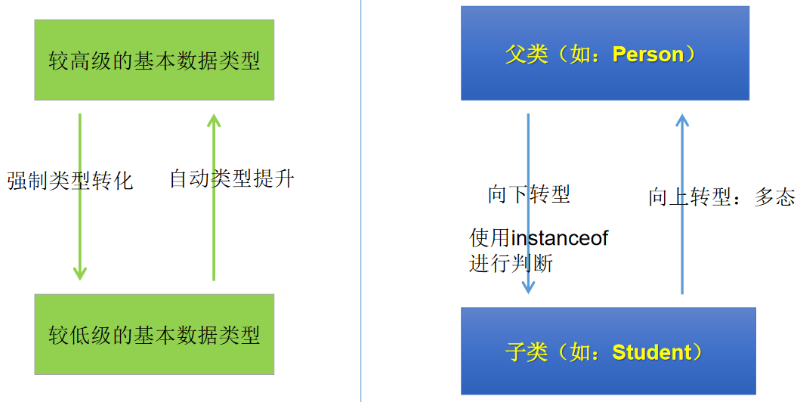 较高级的基本数据类型
强制类型转化
自动类型提升
较低级的基本数据类型
父类（如：Person）
向下转型
使用instanceof
进行判断
向上转型：多态
子类（如：Student）